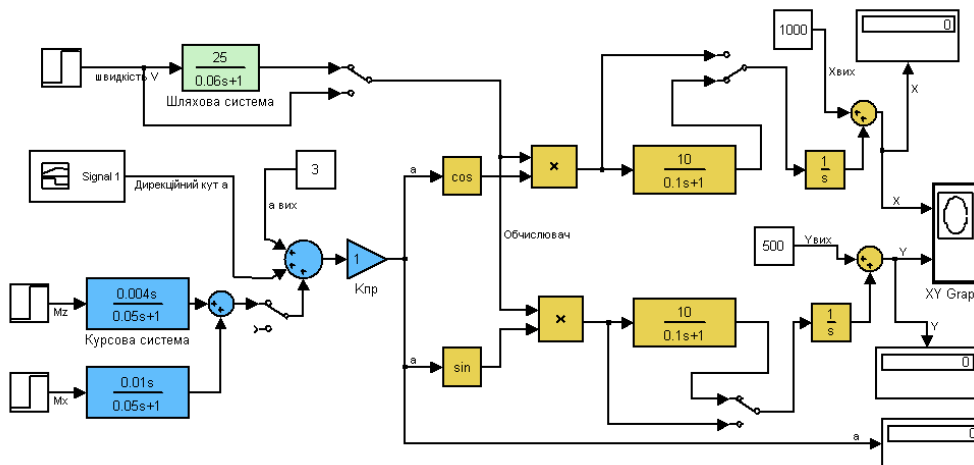 швидкість V
25
0.06s+1
Шляхова система
1000
Xвих
0
X
Signal 1
Дирекційний кут а
3
а вих
a
cos
×
10
0.1s+1
1
s
X
1
Кпр
Обчислювач
500
Yвих
Y
XY Grap
Mz
0.004s
0.05s+1
Курсова система
×
10
0.1s+1
1
s
Y
Mx
0.01s
0.05s+1
a
sin
0
a
0